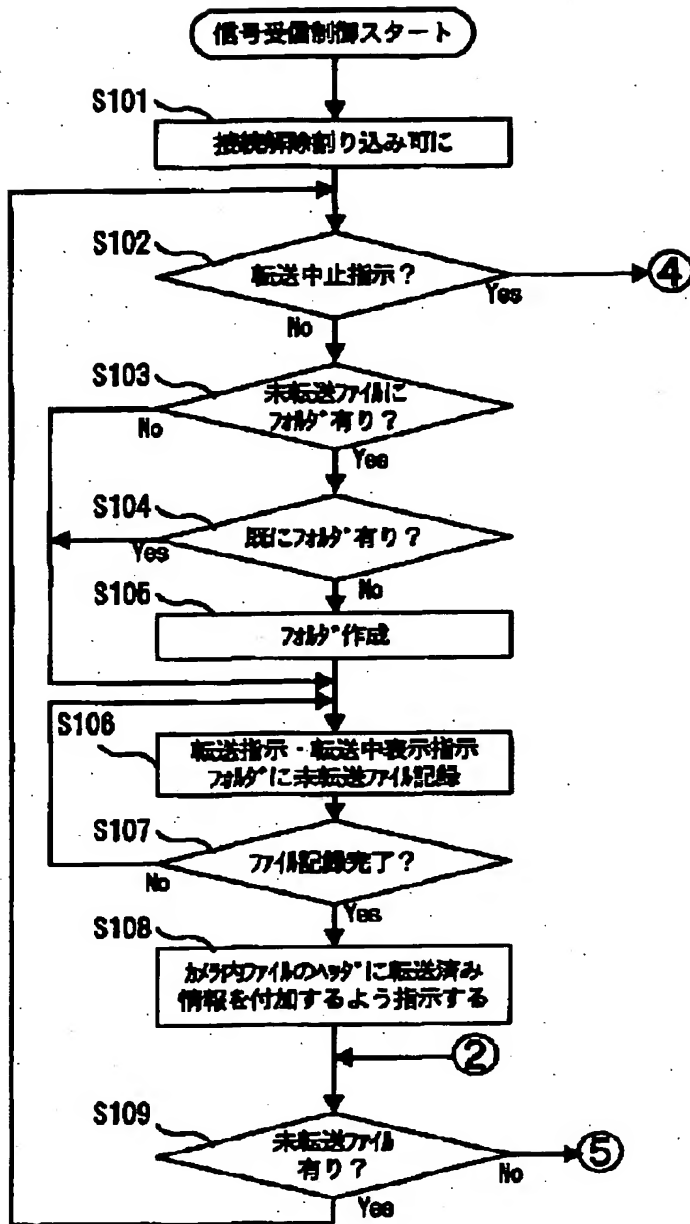 信号受信制御スタート
S101
接続解除割り込み可に
S102
転送中止指示？
Yes
④
No
S103
未転送ファイルに
フォルダ有り？
No
Yes
S104
既にフォルダ有り？
Yes
No
S105
フォルダ作成
S106
転送指示・転送中表示指示
フォルダに未転送ファイル記録
S107
ファイル記録完了？
No
Yes
S108
カメラ内ファイルのヘッダに転送済み
情報を付加するよう指示する
②
S109
未転送ファイル
有り？
No
⑤
Yes